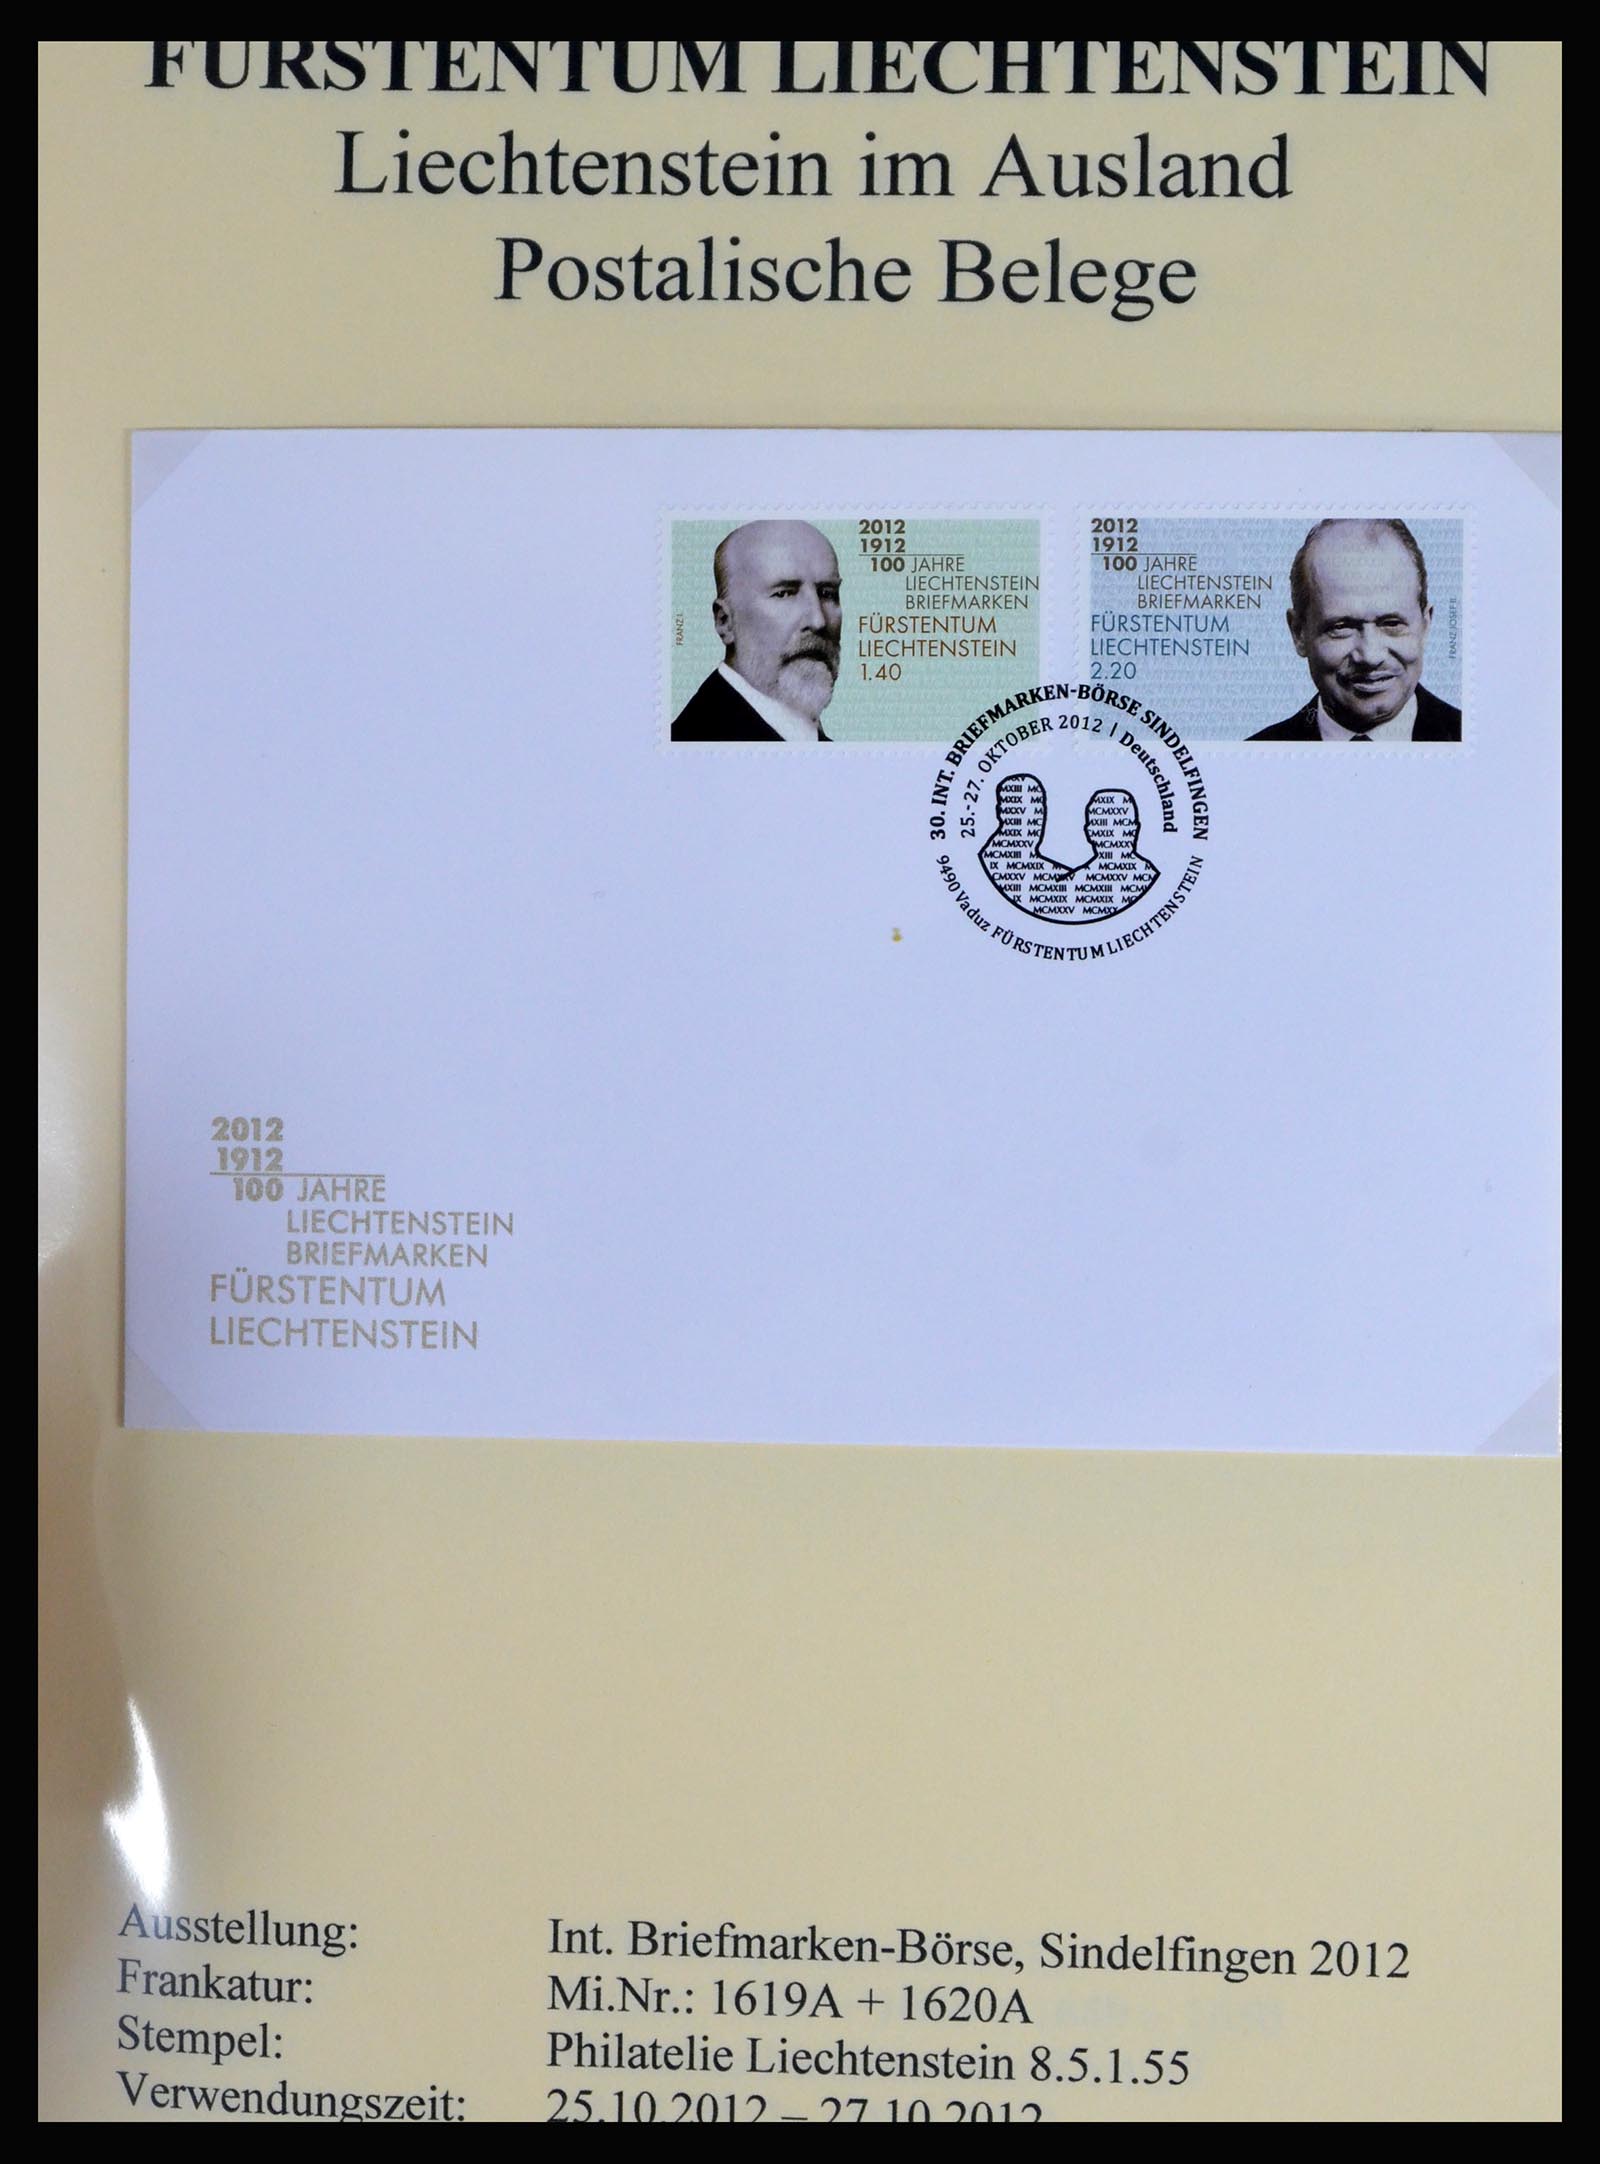 FÜRSTENTUM LIECHTENSTEIN
Liechtenstein im Ausland
Postalische Belege
FRANZ I.
2012
1912
100 JAHRE
LIECHTENSTEIN
BRIEFMARKEN
FÜRSTENTUM
LIECHTENSTEIN
1.40
2012
1912
100 JAHRE
LIECHTENSTEIN
BRIEFMARKEN
FÜRSTENTUM
LIECHTENSTEIN
2.20
FRANZ JOSEF II.
30. INT. BRIEFMARKEN-BÖRSE SINDELFINGEN
25.-27. OKTOBER 2012 | Deutschland
9490 Vaduz FÜRSTENTUM LIECHTENSTEIN
2012
1912
100 JAHRE
LIECHTENSTEIN
BRIEFMARKEN
FÜRSTENTUM
LIECHTENSTEIN
Ausstellung: Int. Briefmarken-Börse, Sindelfingen 2012
Frankatur: Mi.Nr.: 1619A + 1620A
Stempel: Philatelie Liechtenstein 8.5.1.55
Verwendungszeit: 25.10.2012 – 27.10.2012